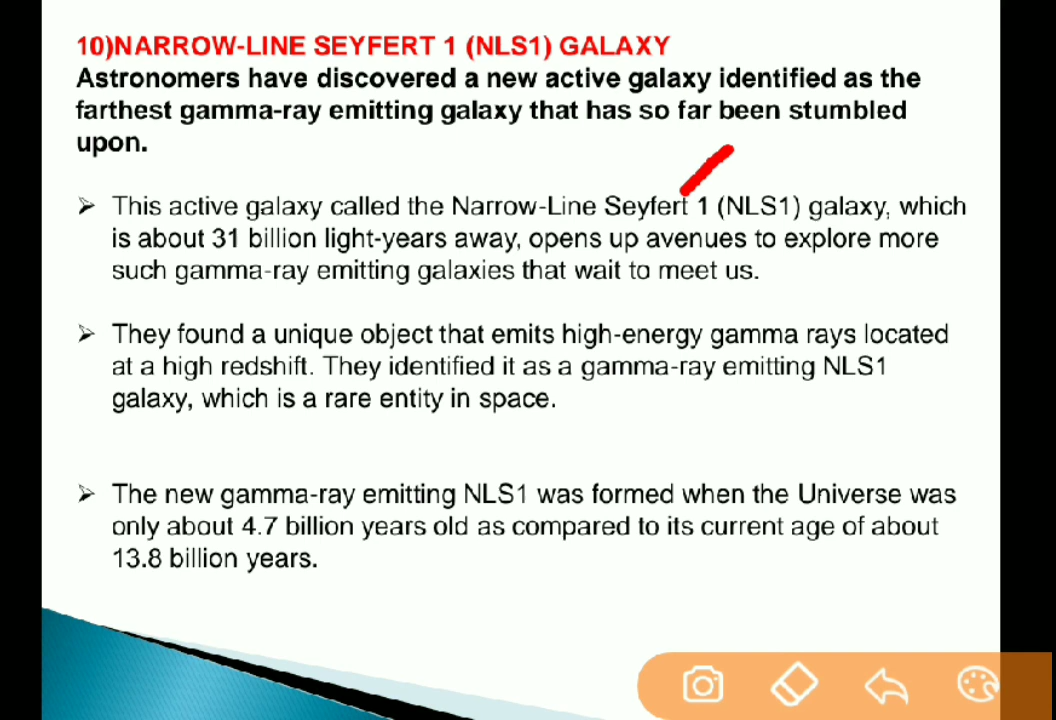 10)NARROW-LINE SEYFERT 1 (NLS1) GALAXY
Astronomers have discovered a new active galaxy identified as the
farthest gamma-ray emitting galaxy that has so far been stumbled
upon.
➢ This active galaxy called the Narrow-Line Seyfert 1 (NLS1) galaxy, which
is about 31 billion light-years away, opens up avenues to explore more
such gamma-ray emitting galaxies that wait to meet us.
➢ They found a unique object that emits high-energy gamma rays located
at a high redshift. They identified it as a gamma-ray emitting NLS1
galaxy, which is a rare entity in space.
➢ The new gamma-ray emitting NLS1 was formed when the Universe was
only about 4.7 billion years old as compared to its current age of about
13.8 billion years.